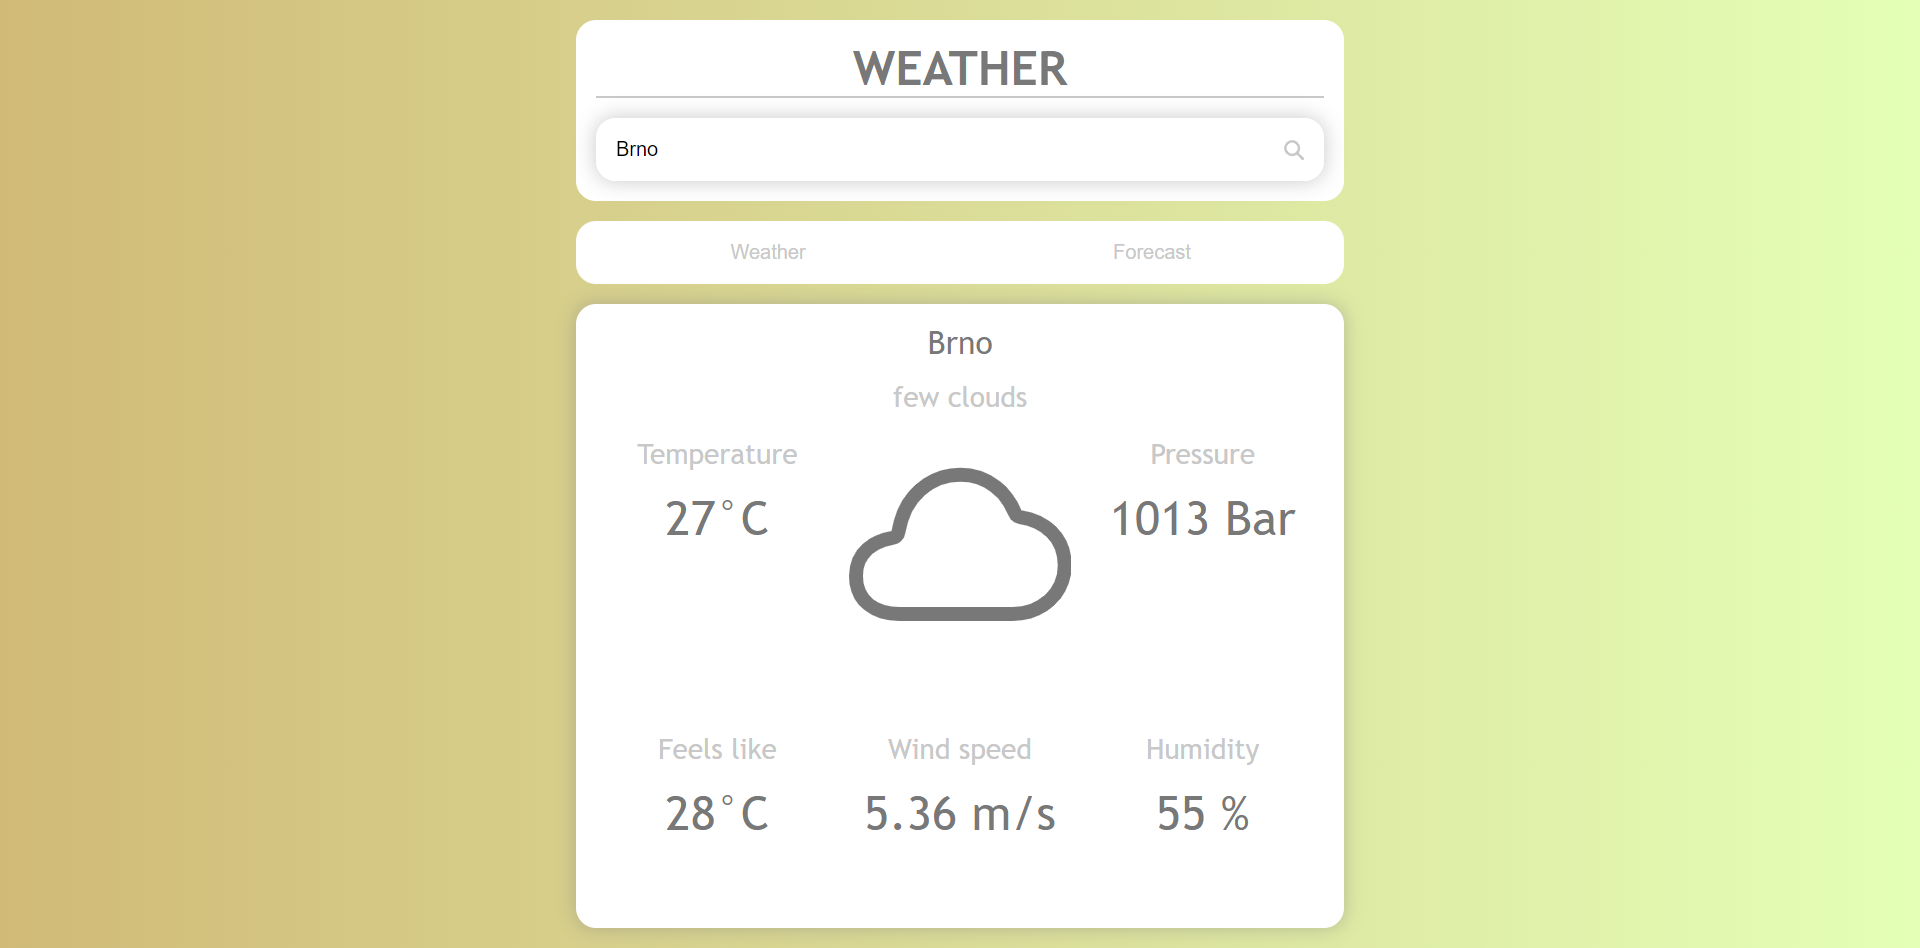 WEATHER
Brno
Weather Forecast
Brno
few clouds
Temperature
27°C
Pressure
1013 Bar
Feels like
28°C
Wind speed
5.36 m/s
Humidity
55 %